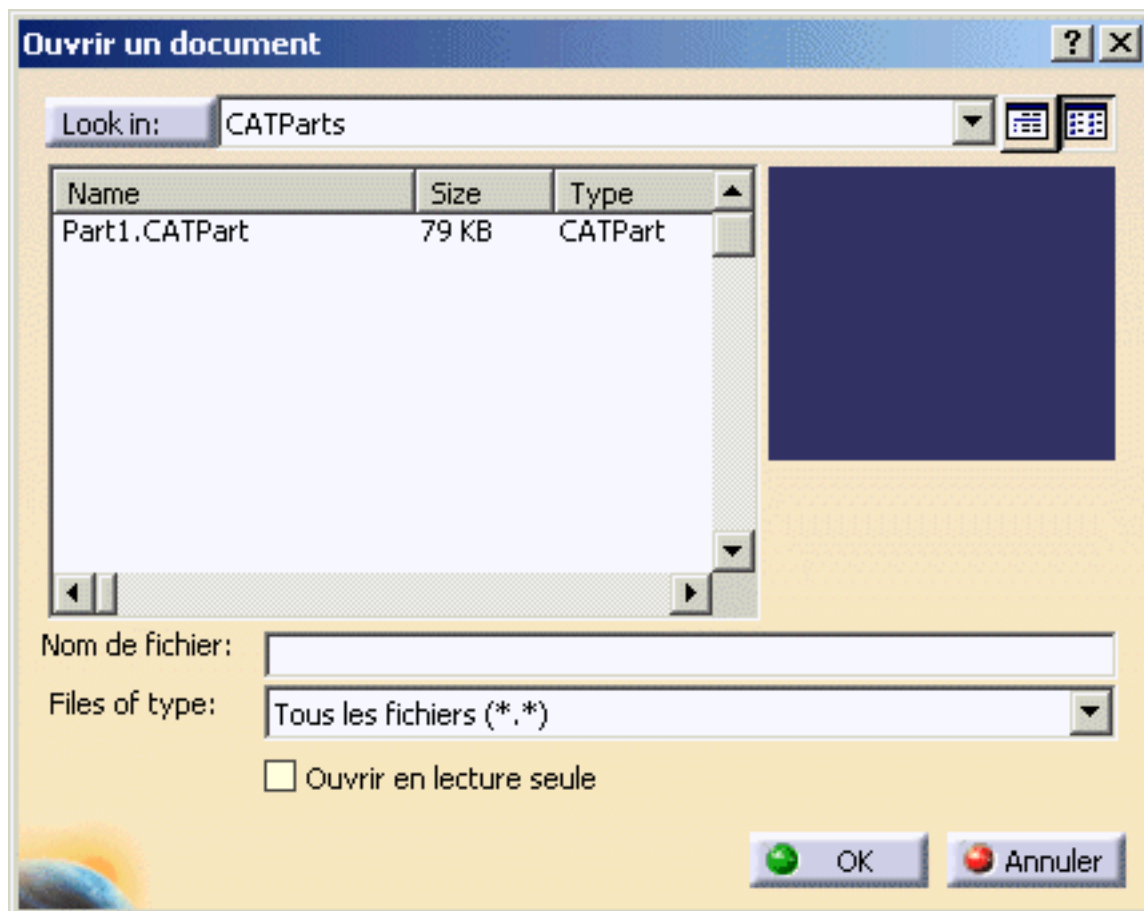 Ouvrir un document
Look in: CATParts
Name Size Type
Part1.CATPart 79 KB CATPart
Nom de fichier:
Files of type: Tous les fichiers (*.*)
Ouvrir en lecture seule
OK Annuler